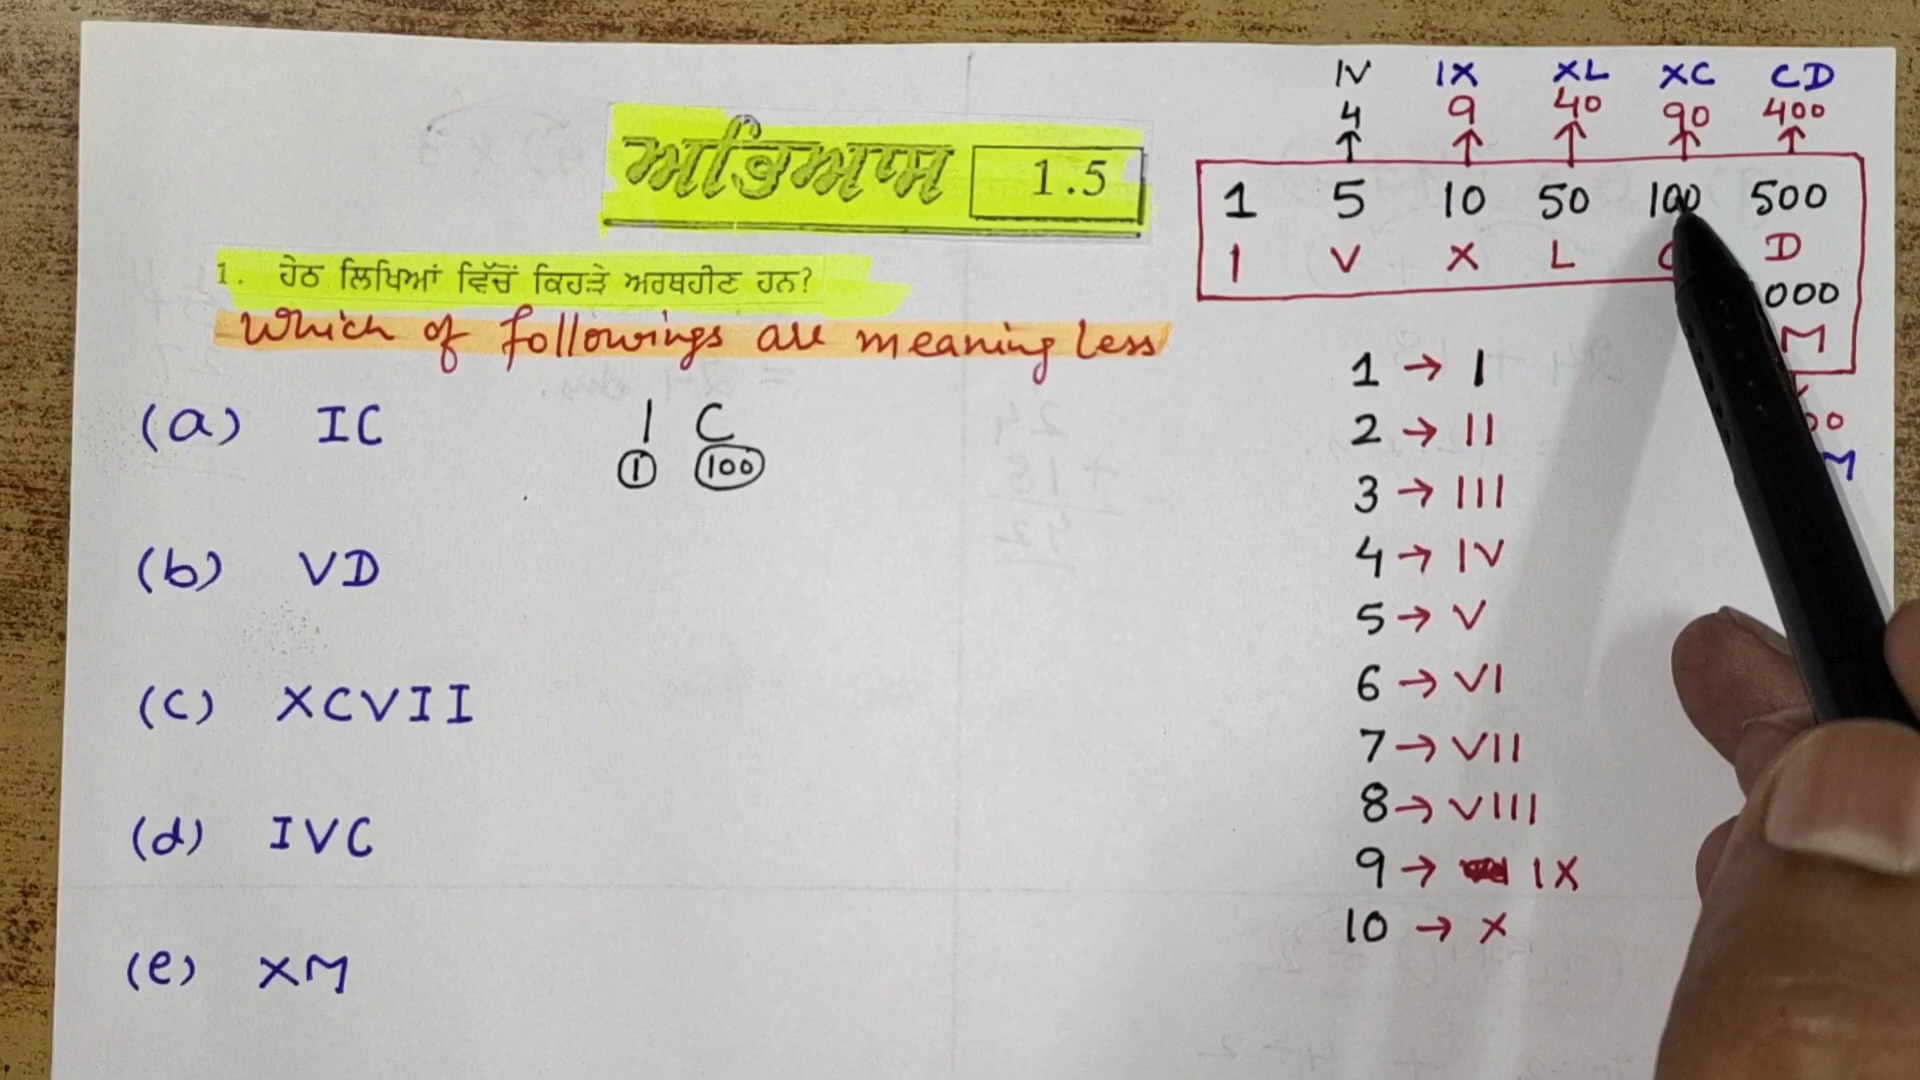 ਅਭਿਆਸ 1.5
1. ਹੇਠ ਲਿਖਿਆਂ ਵਿੱਚੋਂ ਕਿਹੜੇ ਅਰਥਹੀਣ ਹਨ?
Which of followings are meaning less
(a) IC
I C
1 100
(b) VD
(c) XCVII
(d) IVC
(e) XM
IV IX XL XC CD
4 9 40 90 400
1 5 10 50 100 500
I V X L C D
000
M
M
1 → I
2 → II
3 → III
4 → IV
5 → V
6 → VI
7 → VII
8 → VIII
9 → IX
10 → X